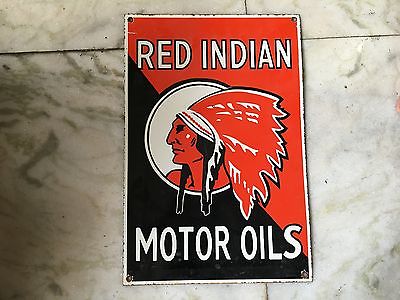 RED INDIAN
MOTOR OILS